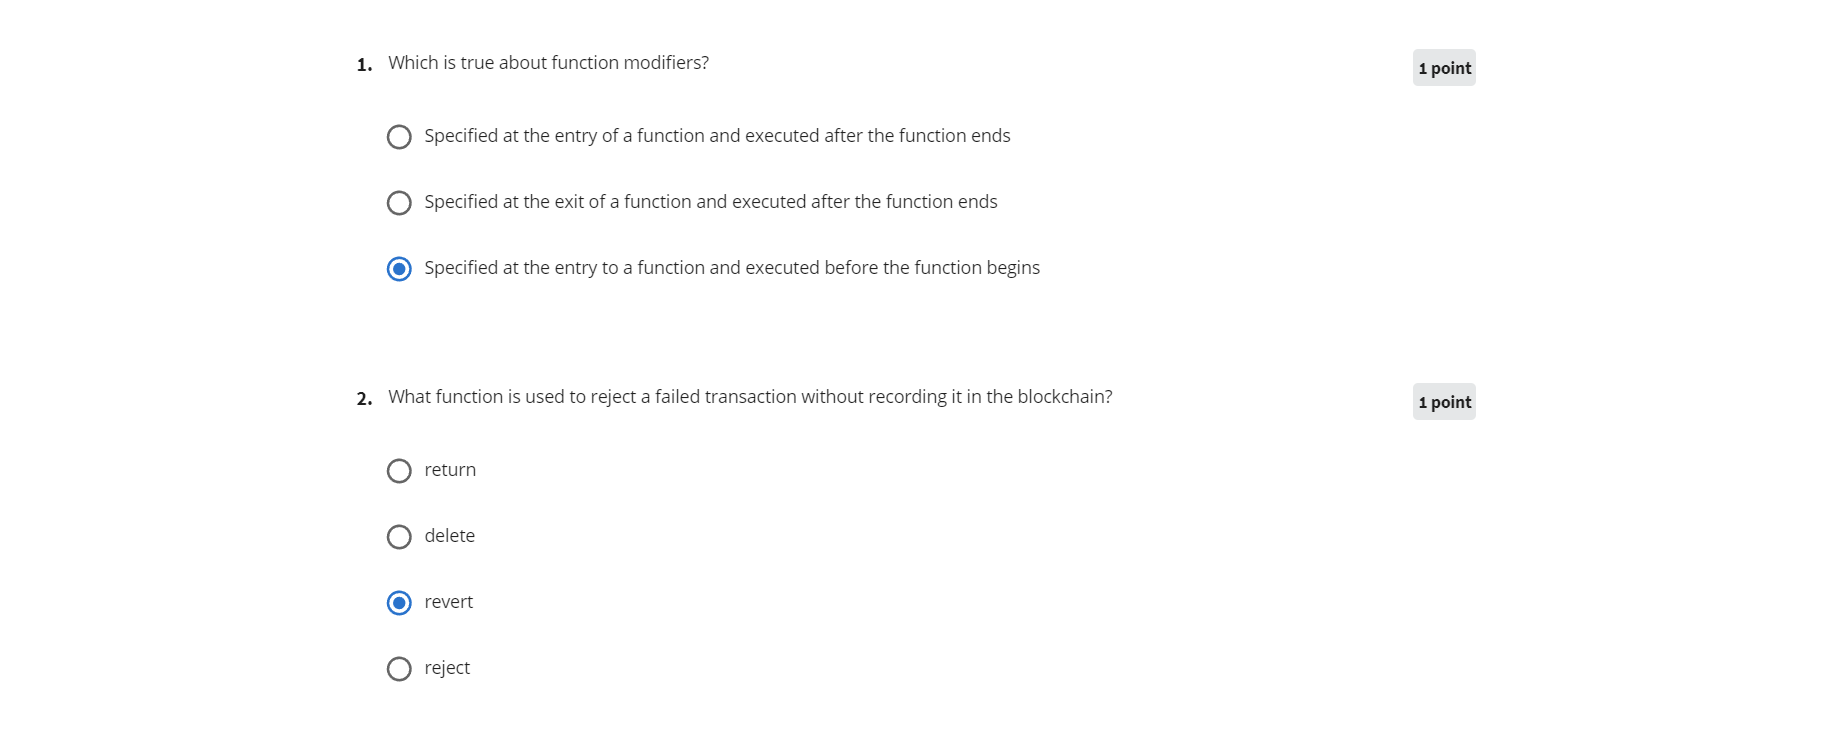 1. Which is true about function modifiers?
1 point
Specified at the entry of a function and executed after the function ends
Specified at the exit of a function and executed after the function ends
Specified at the entry to a function and executed before the function begins
2. What function is used to reject a failed transaction without recording it in the blockchain?
1 point
return
delete
revert
reject